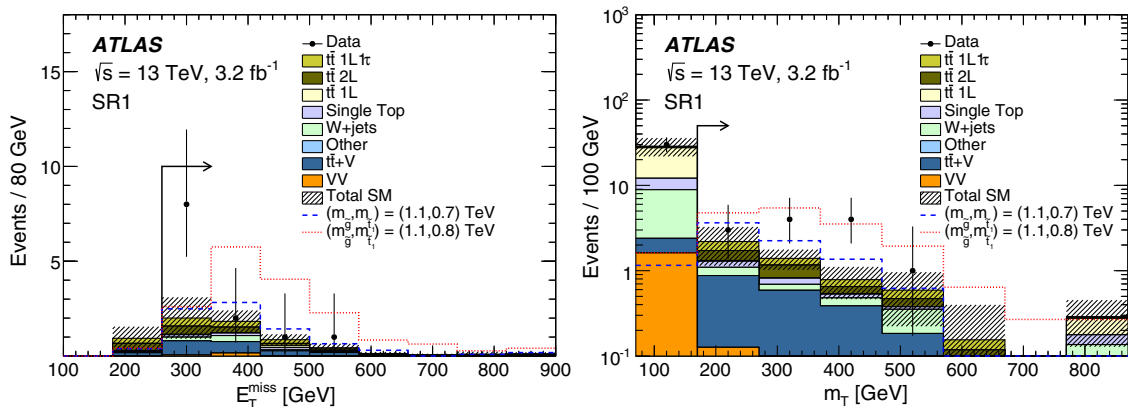 ATLAS
√s = 13 TeV, 3.2 fb⁻¹
SR1
Data
tt̄ 1L1τ
tt̄ 2L
tt̄ 1L
Single Top
W+jets
Other
tt̄+V
VV
Total SM
(m_g̃,m_t̃₁) = (1.1,0.7) TeV
(m_g̃,m_t̃₁) = (1.1,0.8) TeV
Events / 80 GeV
15
10
5
100 200 300 400 500 600 700 800 900
E_T^miss [GeV]
ATLAS
√s = 13 TeV, 3.2 fb⁻¹
SR1
Data
tt̄ 1L1τ
tt̄ 2L
tt̄ 1L
Single Top
W+jets
Other
tt̄+V
VV
Total SM
(m_g̃,m_t̃₁) = (1.1,0.7) TeV
(m_g̃,m_t̃₁) = (1.1,0.8) TeV
Events / 100 GeV
10³
10²
10
1
10⁻¹
100 200 300 400 500 600 700 800
m_T [GeV]